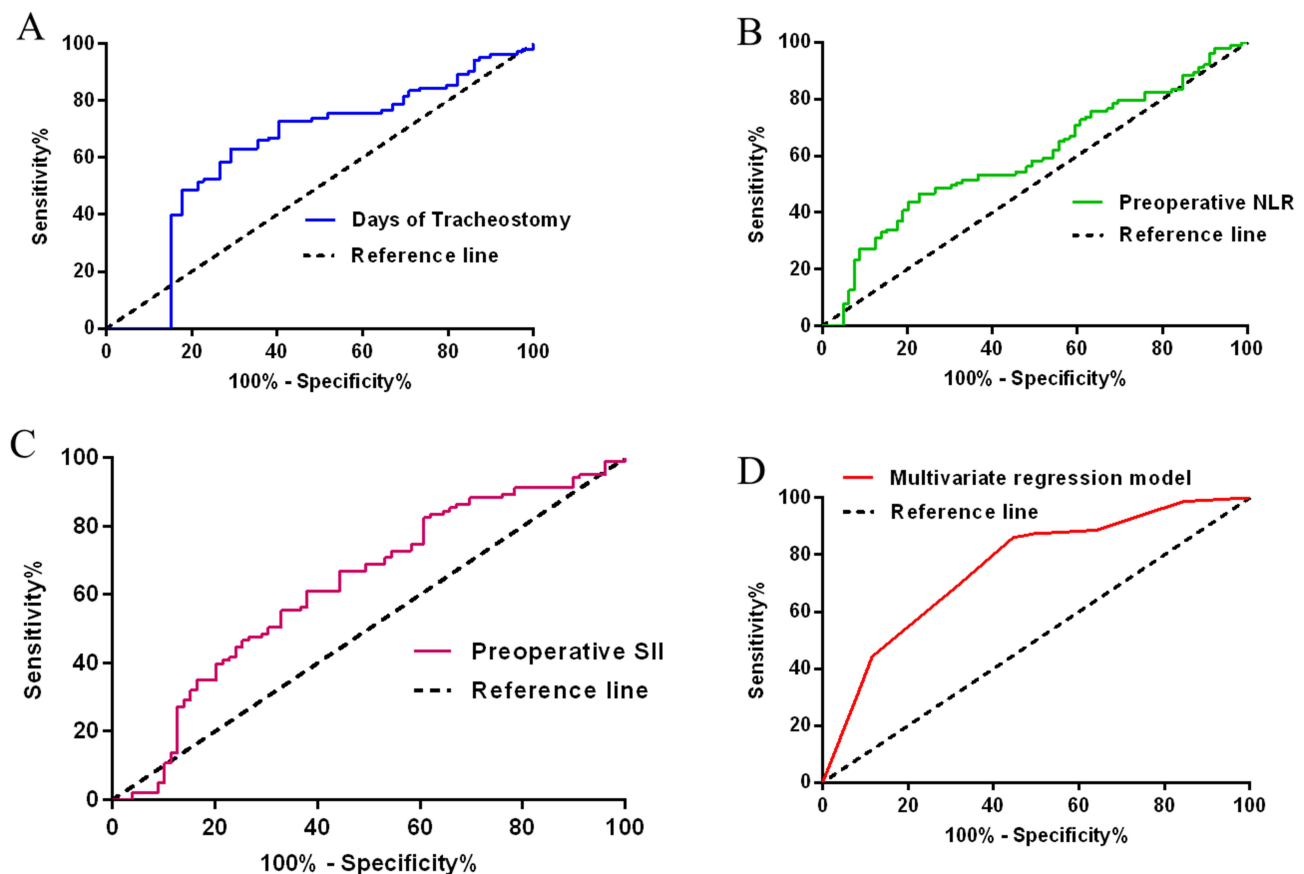 A
100
80
60
40
20
0
Sensitivity%
Days of Tracheostomy
Reference line
0 20 40 60 80 100
100% - Specificity%
B
100
80
60
40
20
0
Sensitivity%
Preoperative NLR
Reference line
0 20 40 60 80 100
100% - Specificity%
C
100
80
60
40
20
0
Sensitivity%
Preoperative SII
Reference line
0 20 40 60 80 100
100% - Specificity%
D
Multivariate regression model
Reference line
100
80
60
40
20
0
Sensitivity%
0 20 40 60 80 100
100% - Specificity%